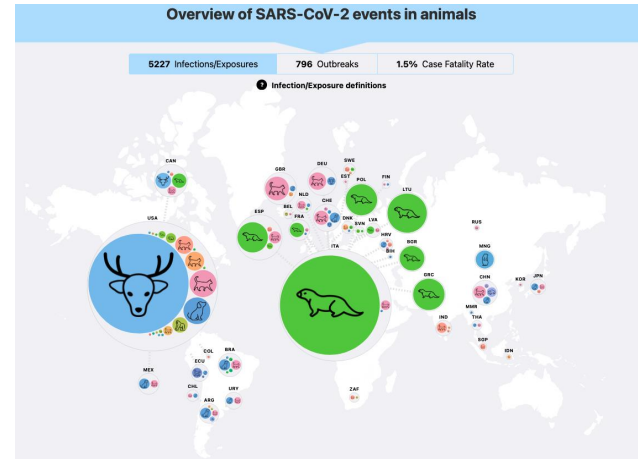 Overview of SARS-CoV-2 events in animals
5227 Infections/Exposures
796 Outbreaks
1.5% Case Fatality Rate
? Infection/Exposure definitions
CAN
USA
MEX
GBR
DEU
SWE
EST
FIN
POL
LTU
NLD
BEL
CHE
ESP
FRA
DNK
SVN
LVA
ITA
HRV
BIH
BGR
GRC
RUS
MNG
CHN
KOR
JPN
MMR
THA
IND
SGP
IDN
COL
ECU
BRA
CHL
URY
ARG
ZAF